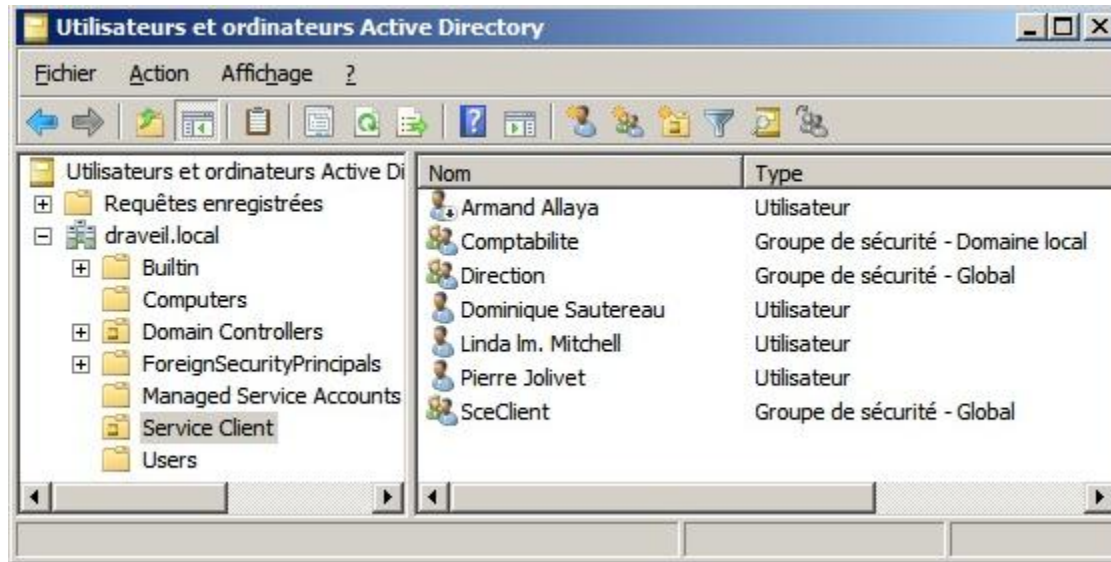 Utilisateurs et ordinateurs Active Directory
Fichier Action Affichage ?
Utilisateurs et ordinateurs Active Di
Requêtes enregistrées
draveil.local
Builtin
Computers
Domain Controllers
ForeignSecurityPrincipals
Managed Service Accounts
Service Client
Users
Nom Type
Armand Allaya Utilisateur
Comptabilite Groupe de sécurité - Domaine local
Direction Groupe de sécurité - Global
Dominique Sautereau Utilisateur
Linda lm. Mitchell Utilisateur
Pierre Jolivet Utilisateur
SceClient Groupe de sécurité - Global